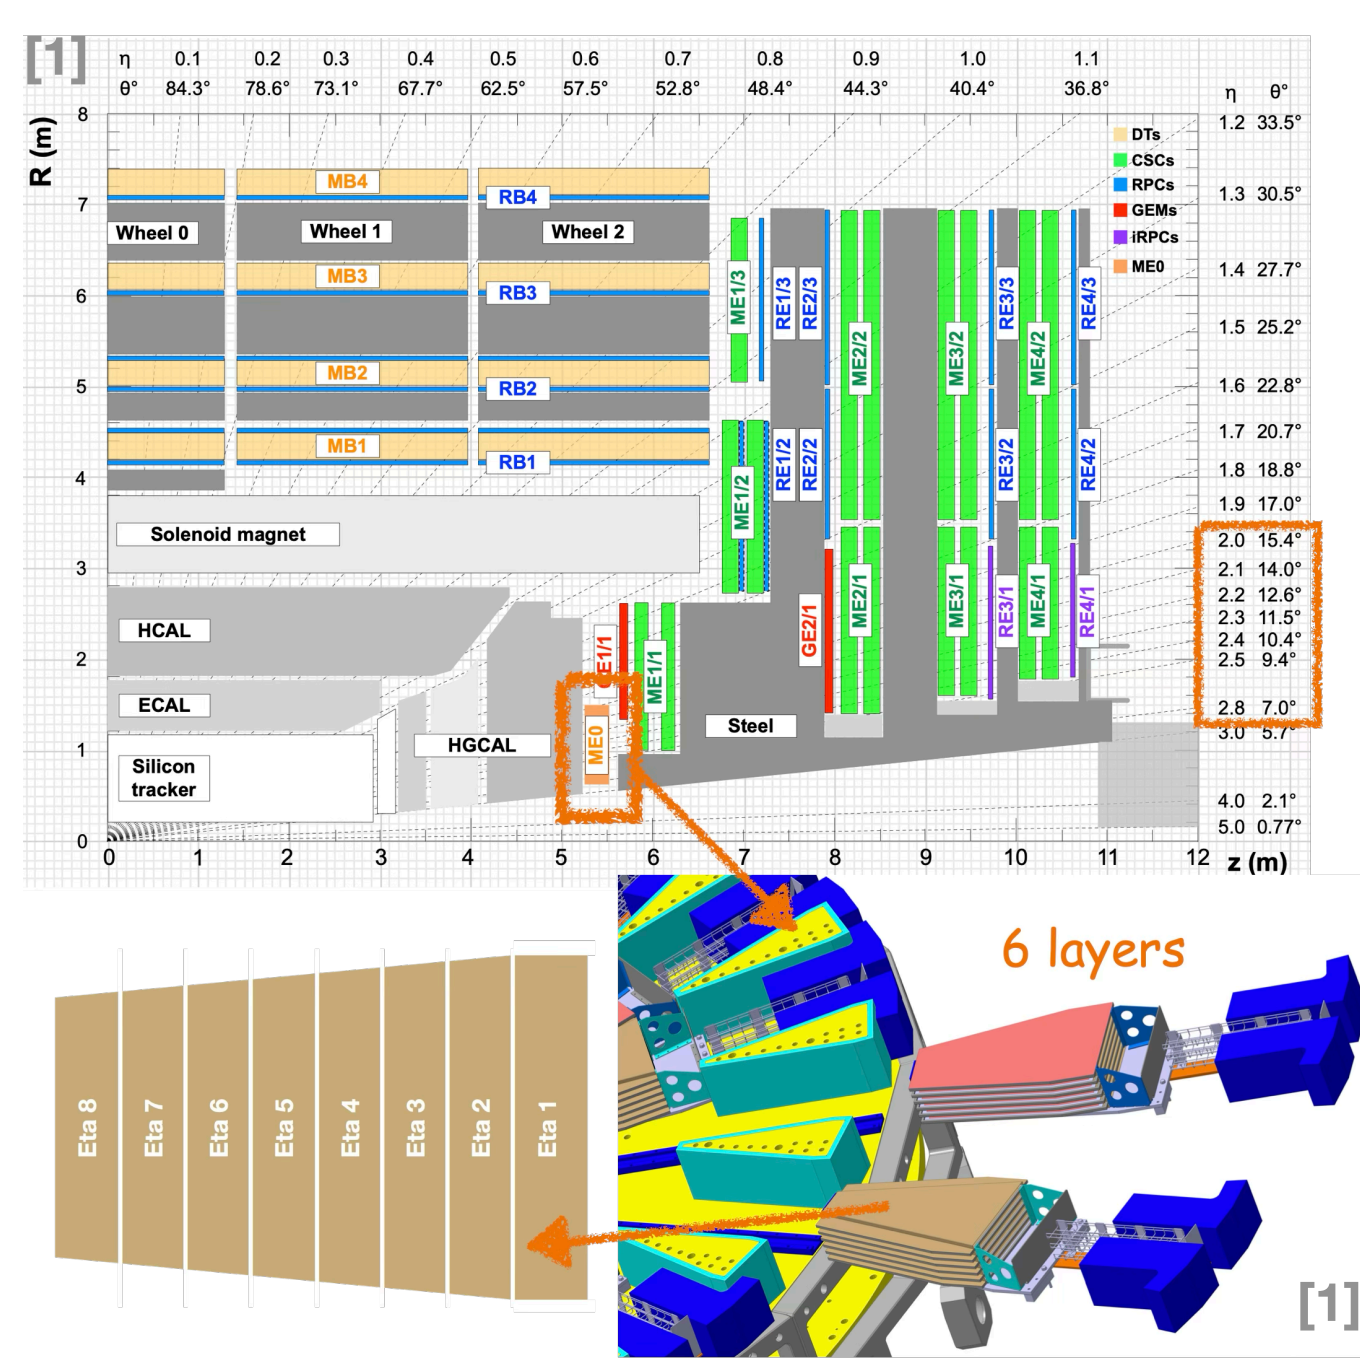 [1]
η 0.1 0.2 0.3 0.4 0.5 0.6 0.7 0.8 0.9 1.0 1.1
θ° 84.3° 78.6° 73.1° 67.7° 62.5° 57.5° 52.8° 48.4° 44.3° 40.4° 36.8°
η θ°
R (m)
8
7
6
5
4
3
2
1
0
1.2 33.5°
1.3 30.5°
1.4 27.7°
1.5 25.2°
1.6 22.8°
1.7 20.7°
1.8 18.8°
1.9 17.0°
2.0 15.4°
2.1 14.0°
2.2 12.6°
2.3 11.5°
2.4 10.4°
2.5 9.4°
2.8 7.0°
3.0 5.7°
4.0 2.1°
5.0 0.77°
DTs
CSCs
RPCs
GEMs
iRPCs
ME0
MB4
RB4
Wheel 0
Wheel 1
Wheel 2
MB3
RB3
MB2
RB2
MB1
RB1
Solenoid magnet
HCAL
ECAL
Silicon
tracker
HGCAL
Steel
ME0
GE1/1
ME1/1
ME1/2
ME1/3
RE1/3
RE2/3
RE1/2
RE2/2
GE2/1
ME2/2
ME2/1
ME3/2
ME3/1
RE3/3
RE3/2
RE3/1
ME4/2
ME4/1
RE4/3
RE4/2
RE4/1
0 1 2 3 4 5 6 7 8 9 10 11 12
z (m)
Eta 8
Eta 7
Eta 6
Eta 5
Eta 4
Eta 3
Eta 2
Eta 1
6 layers
[1]